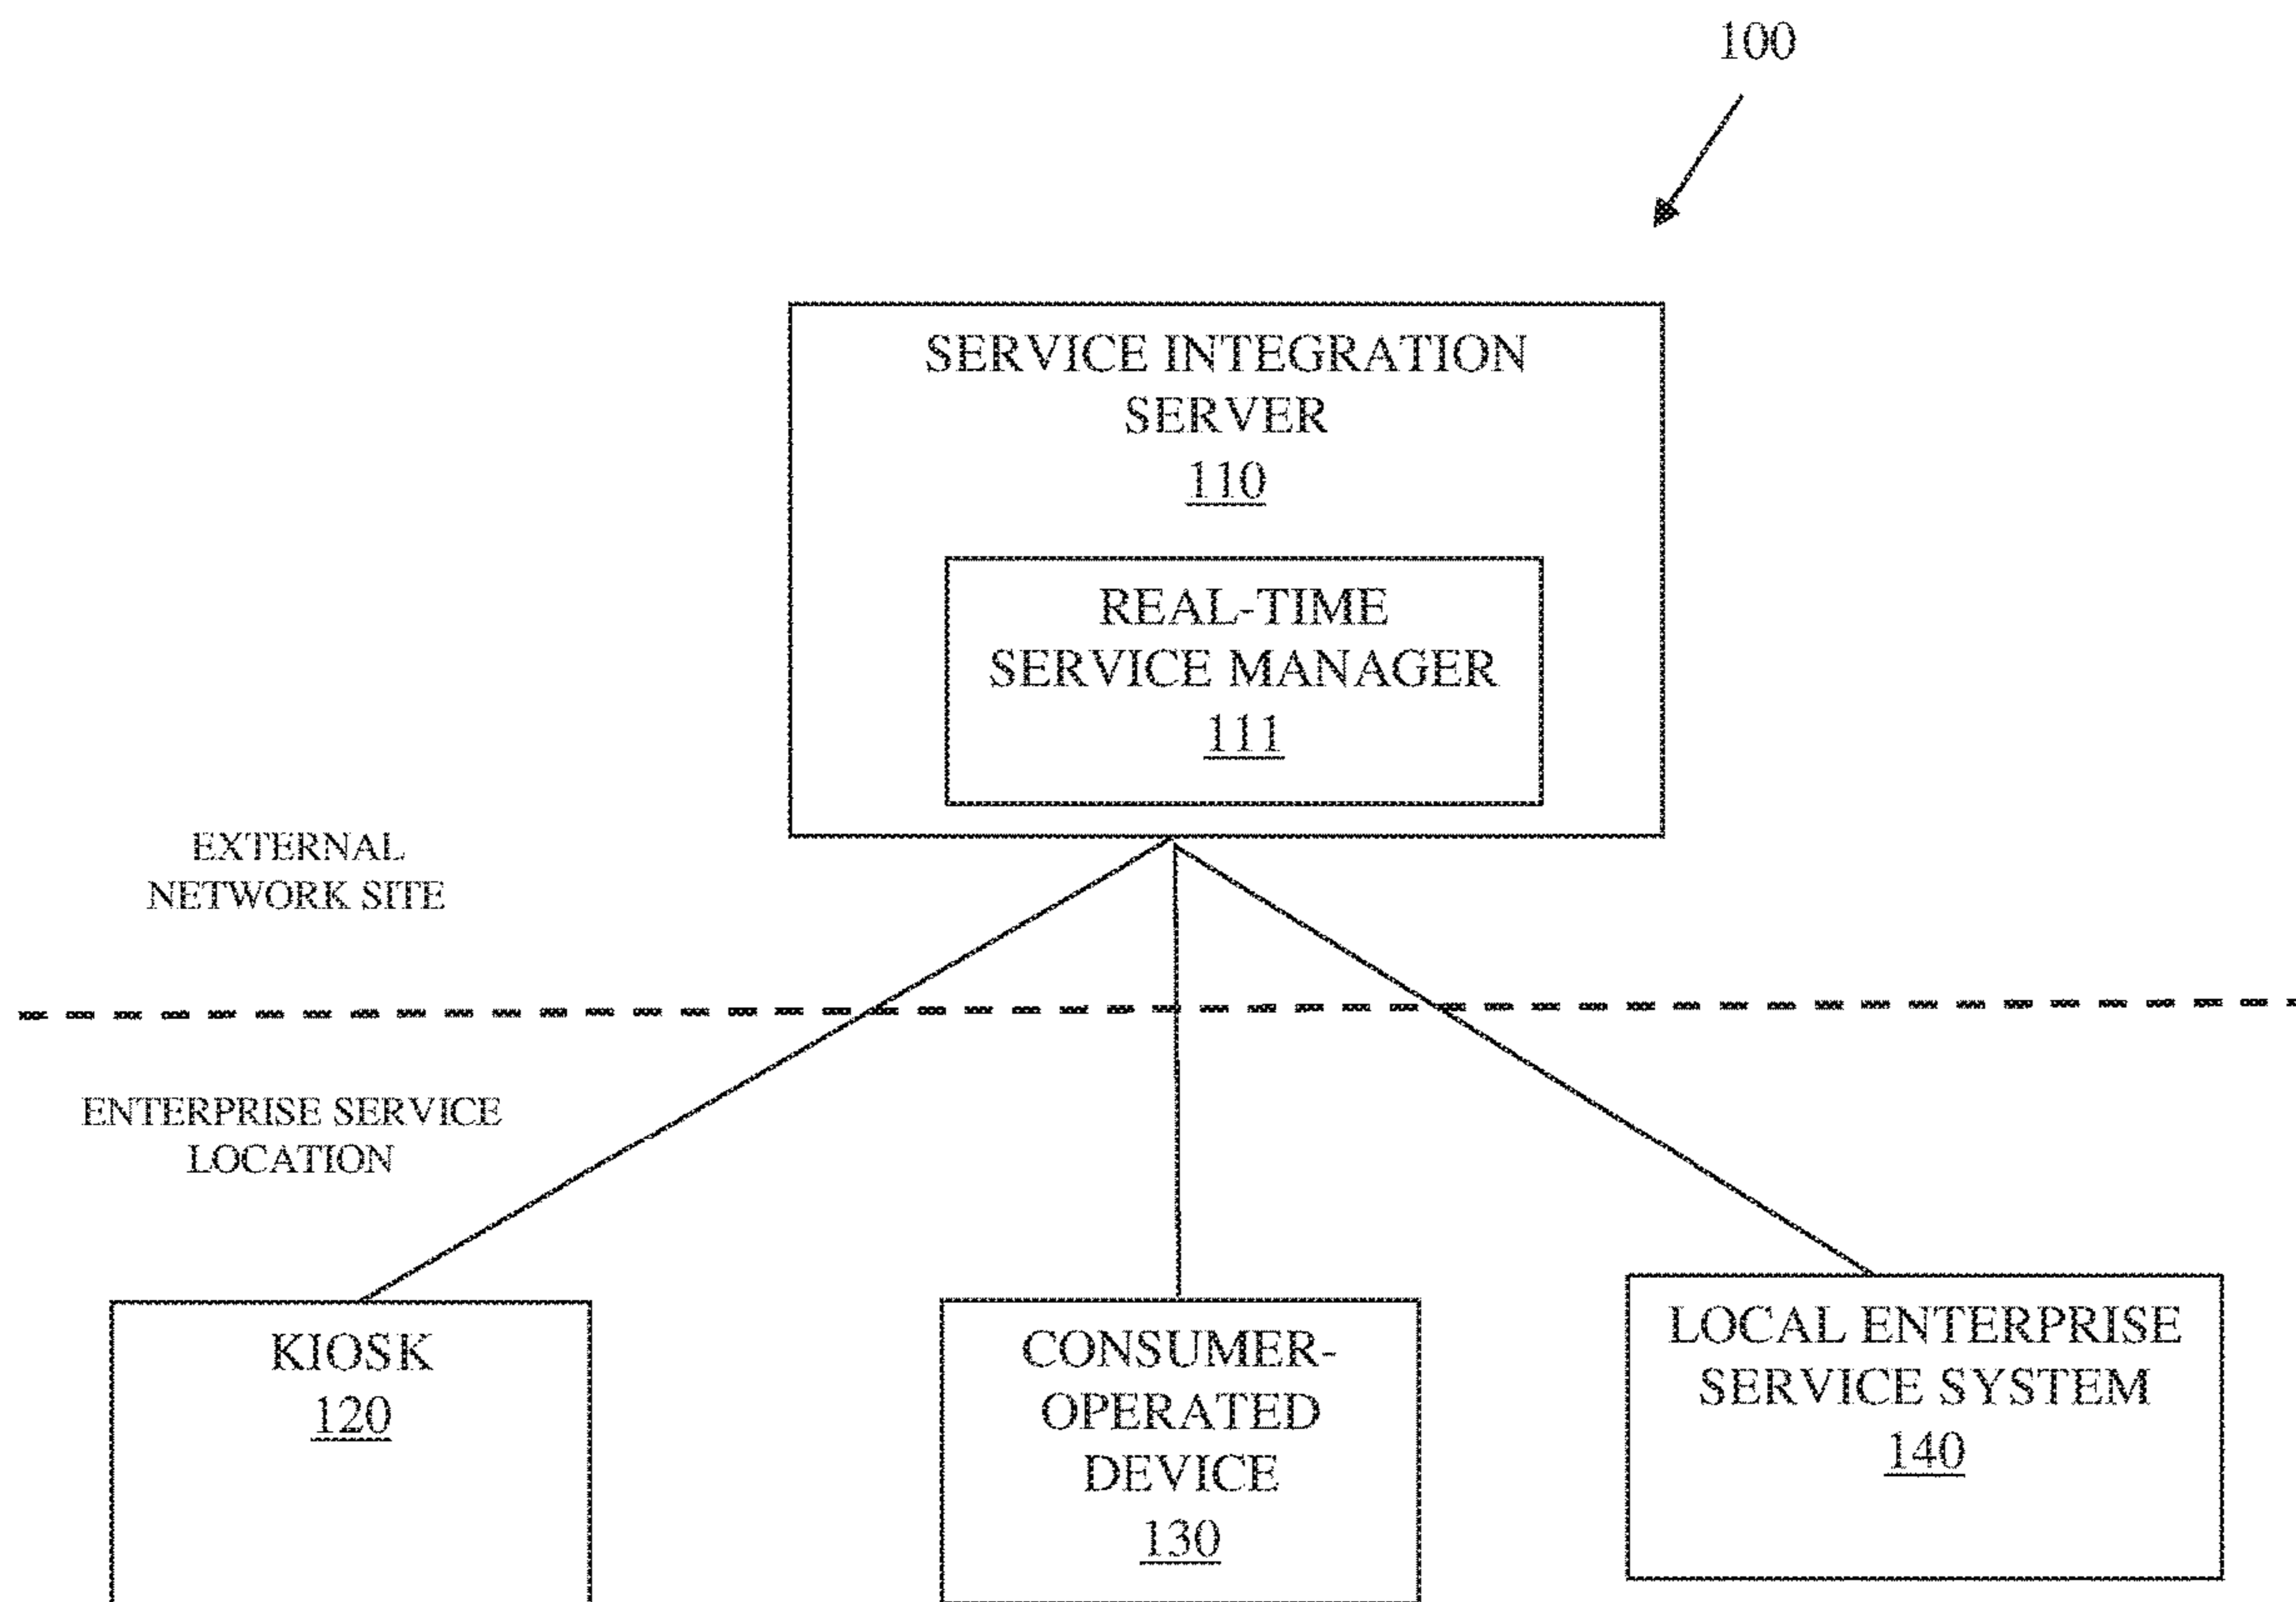 100
SERVICE INTEGRATION
SERVER
110
REAL-TIME
SERVICE MANAGER
111
EXTERNAL
NETWORK SITE
ENTERPRISE SERVICE
LOCATION
KIOSK
120
CONSUMER-
OPERATED
DEVICE
130
LOCAL ENTERPRISE
SERVICE SYSTEM
140